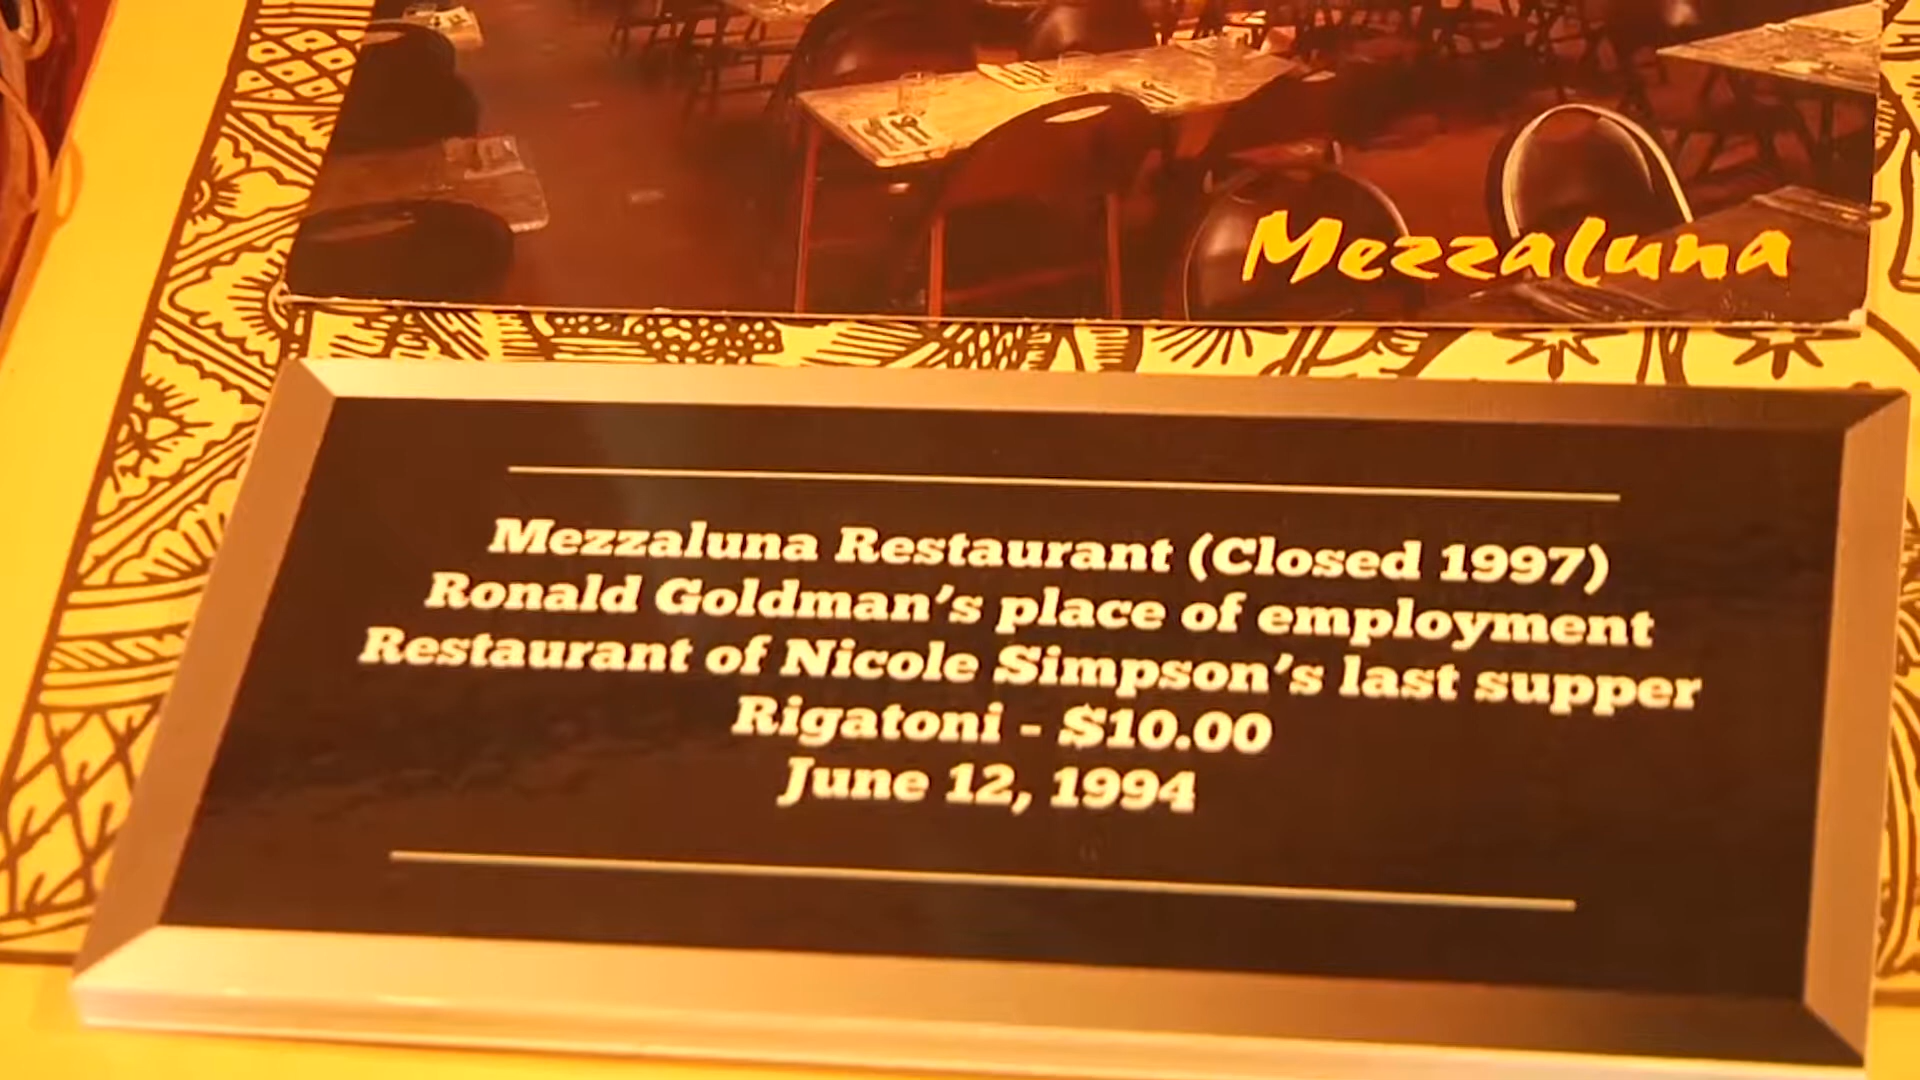 Mezzaluna
Mezzaluna Restaurant (Closed 1997)
Ronald Goldman's place of employment
Restaurant of Nicole Simpson's last supper
Rigatoni - $10.00
June 12, 1994